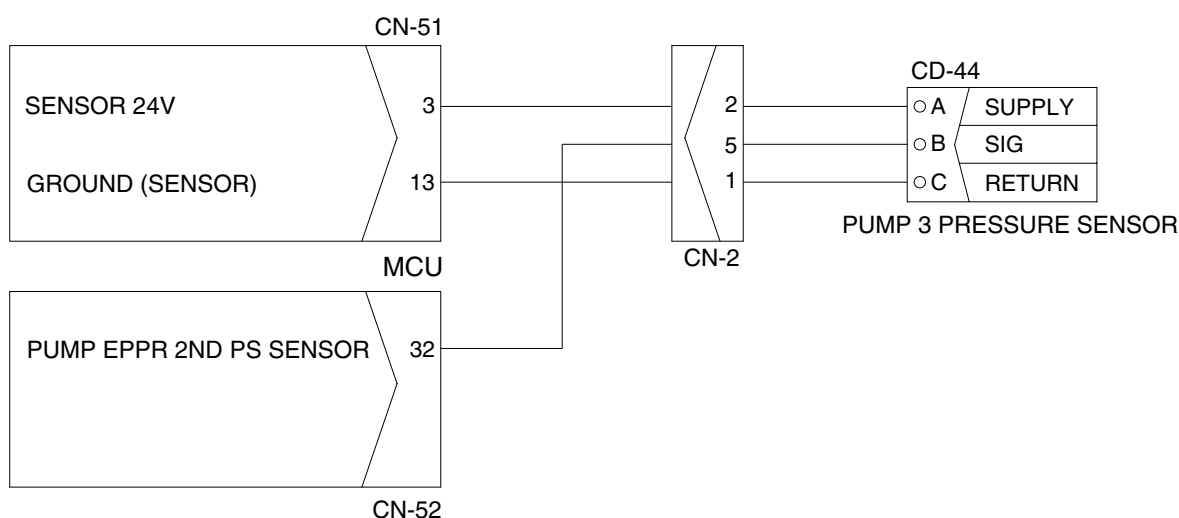 CN-51
SENSOR 24V
3
GROUND (SENSOR)
13
MCU
PUMP EPPR 2ND PS SENSOR
32
CN-52
2
5
1
CN-2
CD-44
A SUPPLY
B SIG
C RETURN
PUMP 3 PRESSURE SENSOR